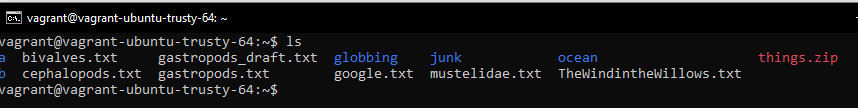 vagrant@vagrant-ubuntu-trusty-64: ~
vagrant@vagrant-ubuntu-trusty-64:~$ ls
a bivalves.txt gastropods_draft.txt globbing junk ocean things.zip
b cephalopods.txt gastropods.txt google.txt mustelidae.txt TheWindintheWillows.txt
vagrant@vagrant-ubuntu-trusty-64:~$